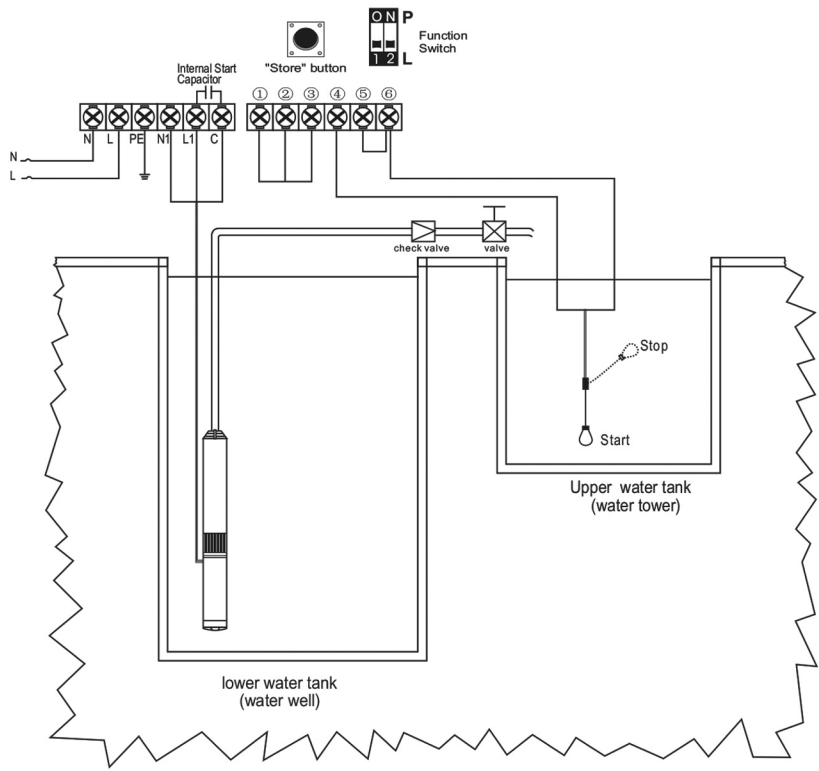 ON P
Function
Switch
1 2 L
"Store" button
Internal Start
Capacitor
① ② ③ ④ ⑤ ⑥
N L PE N1 L1 C
N
L
check valve
valve
Stop
Start
Upper water tank
(water tower)
lower water tank
(water well)